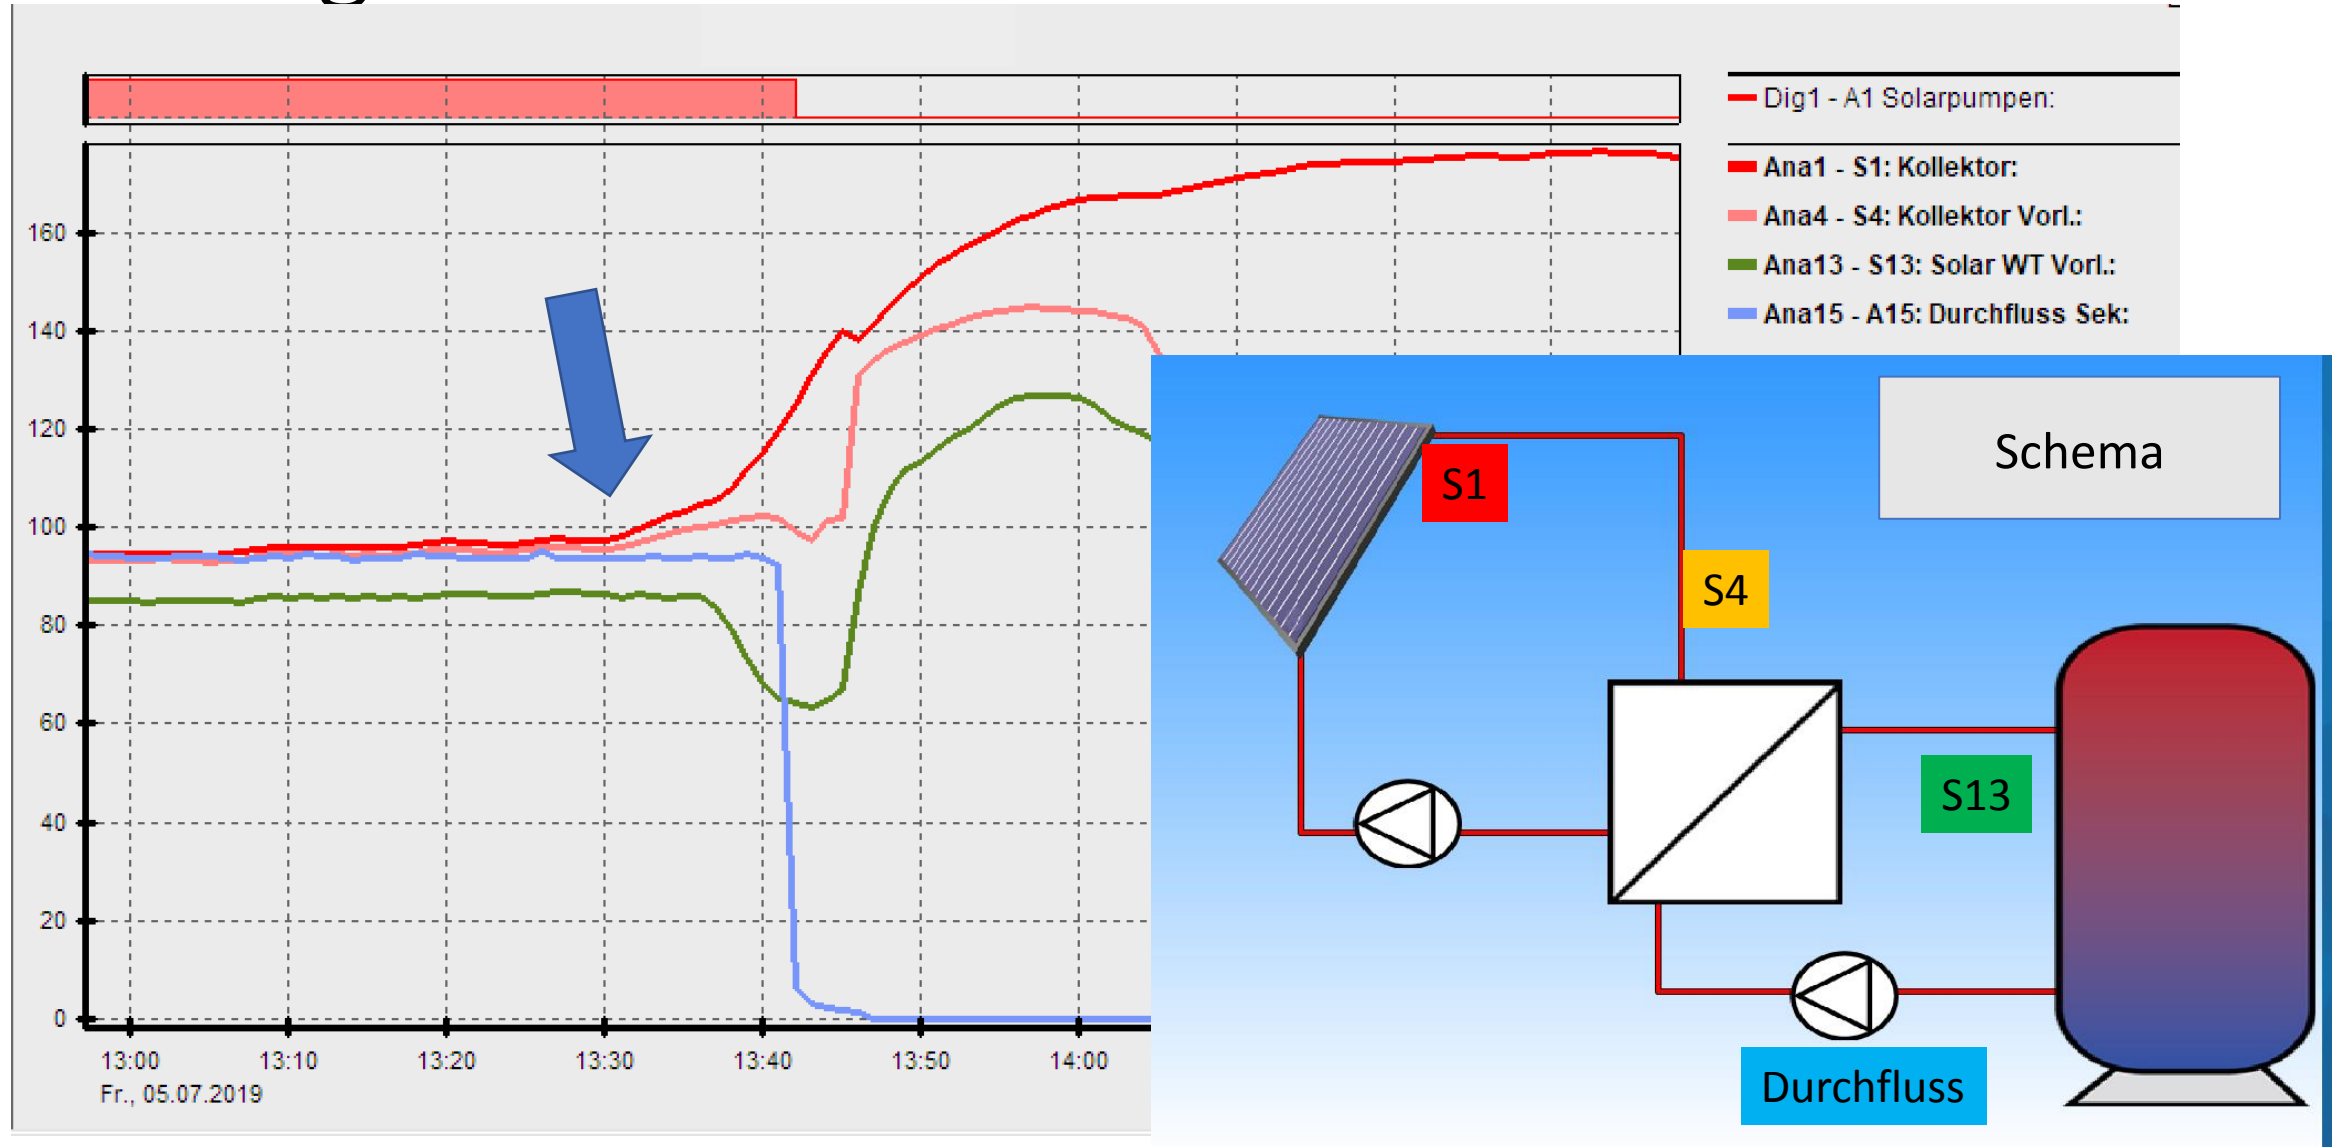 Dig1 - A1 Solarpumpen:
Ana1 - S1: Kollektor:
Ana4 - S4: Kollektor Vorl.:
Ana13 - S13: Solar WT Vorl.:
Ana15 - A15: Durchfluss Sek:
160
140
120
100
80
60
40
20
0
13:00 13:10 13:20 13:30 13:40 13:50 14:00
Fr., 05.07.2019
Schema
S1
S4
S13
Durchfluss